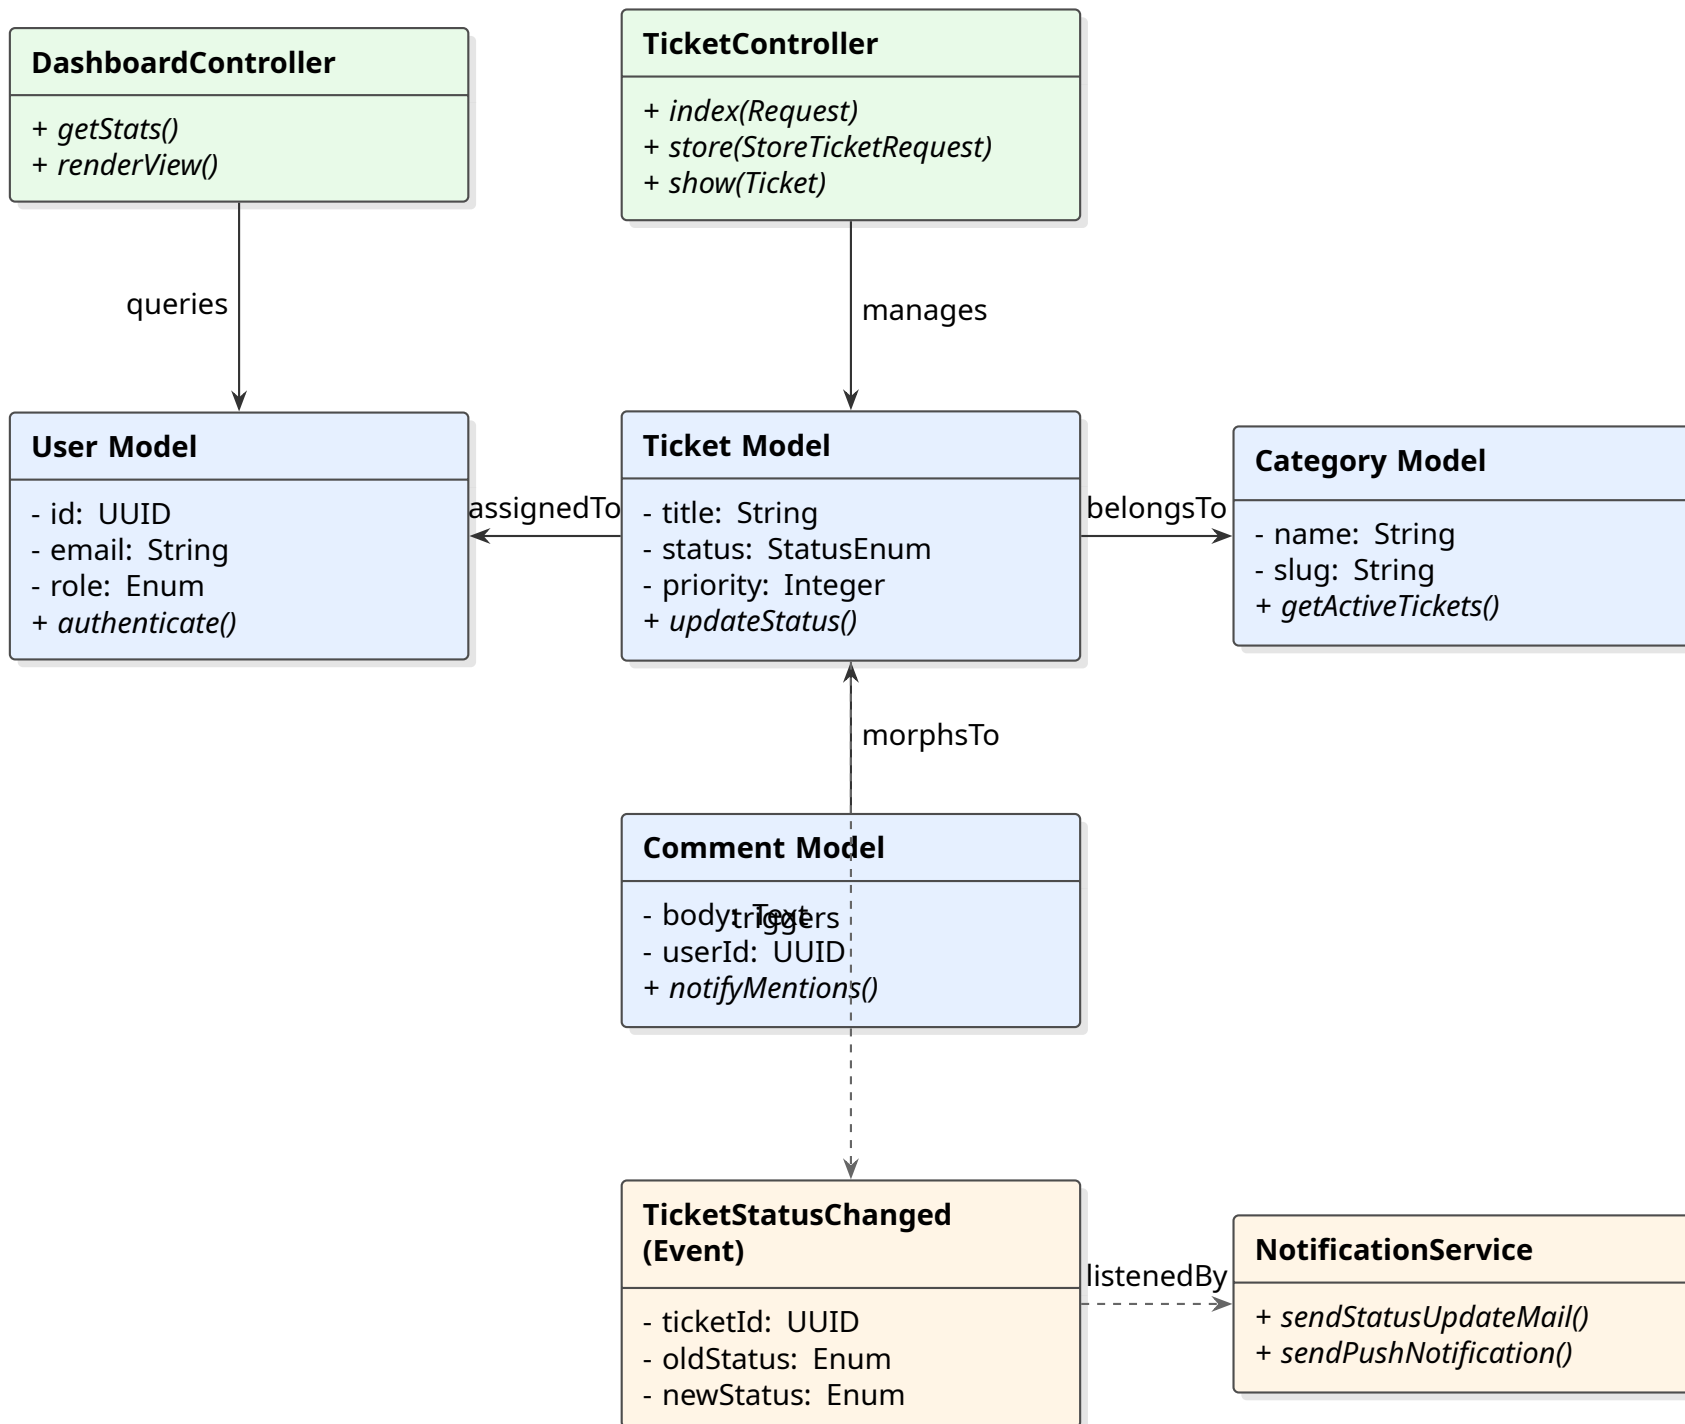 DashboardController
+ getStats()
+ renderView()
TicketController
+ index(Request)
+ store(StoreTicketRequest)
+ show(Ticket)
queries
manages
User Model
- id: UUID
- email: String
- role: Enum
+ authenticate()
assignedTo
Ticket Model
- title: String
- status: StatusEnum
- priority: Integer
+ updateStatus()
belongsTo
Category Model
- name: String
- slug: String
+ getActiveTickets()
morphsTo
Comment Model
- body: Text
triggers
- userId: UUID
+ notifyMentions()
TicketStatusChanged
(Event)
- ticketId: UUID
- oldStatus: Enum
- newStatus: Enum
listenedBy
NotificationService
+ sendStatusUpdateMail()
+ sendPushNotification()